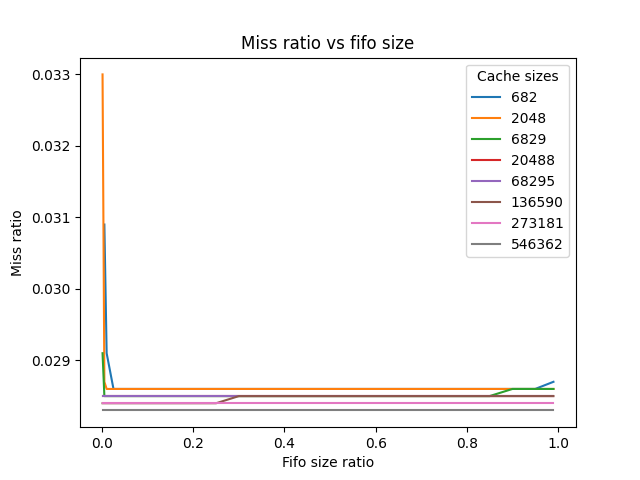 Miss ratio vs fifo size
Cache sizes
682
2048
6829
20488
68295
136590
273181
546362
0.033
0.032
0.031
0.030
0.029
Miss ratio
0.0 0.2 0.4 0.6 0.8 1.0
Fifo size ratio